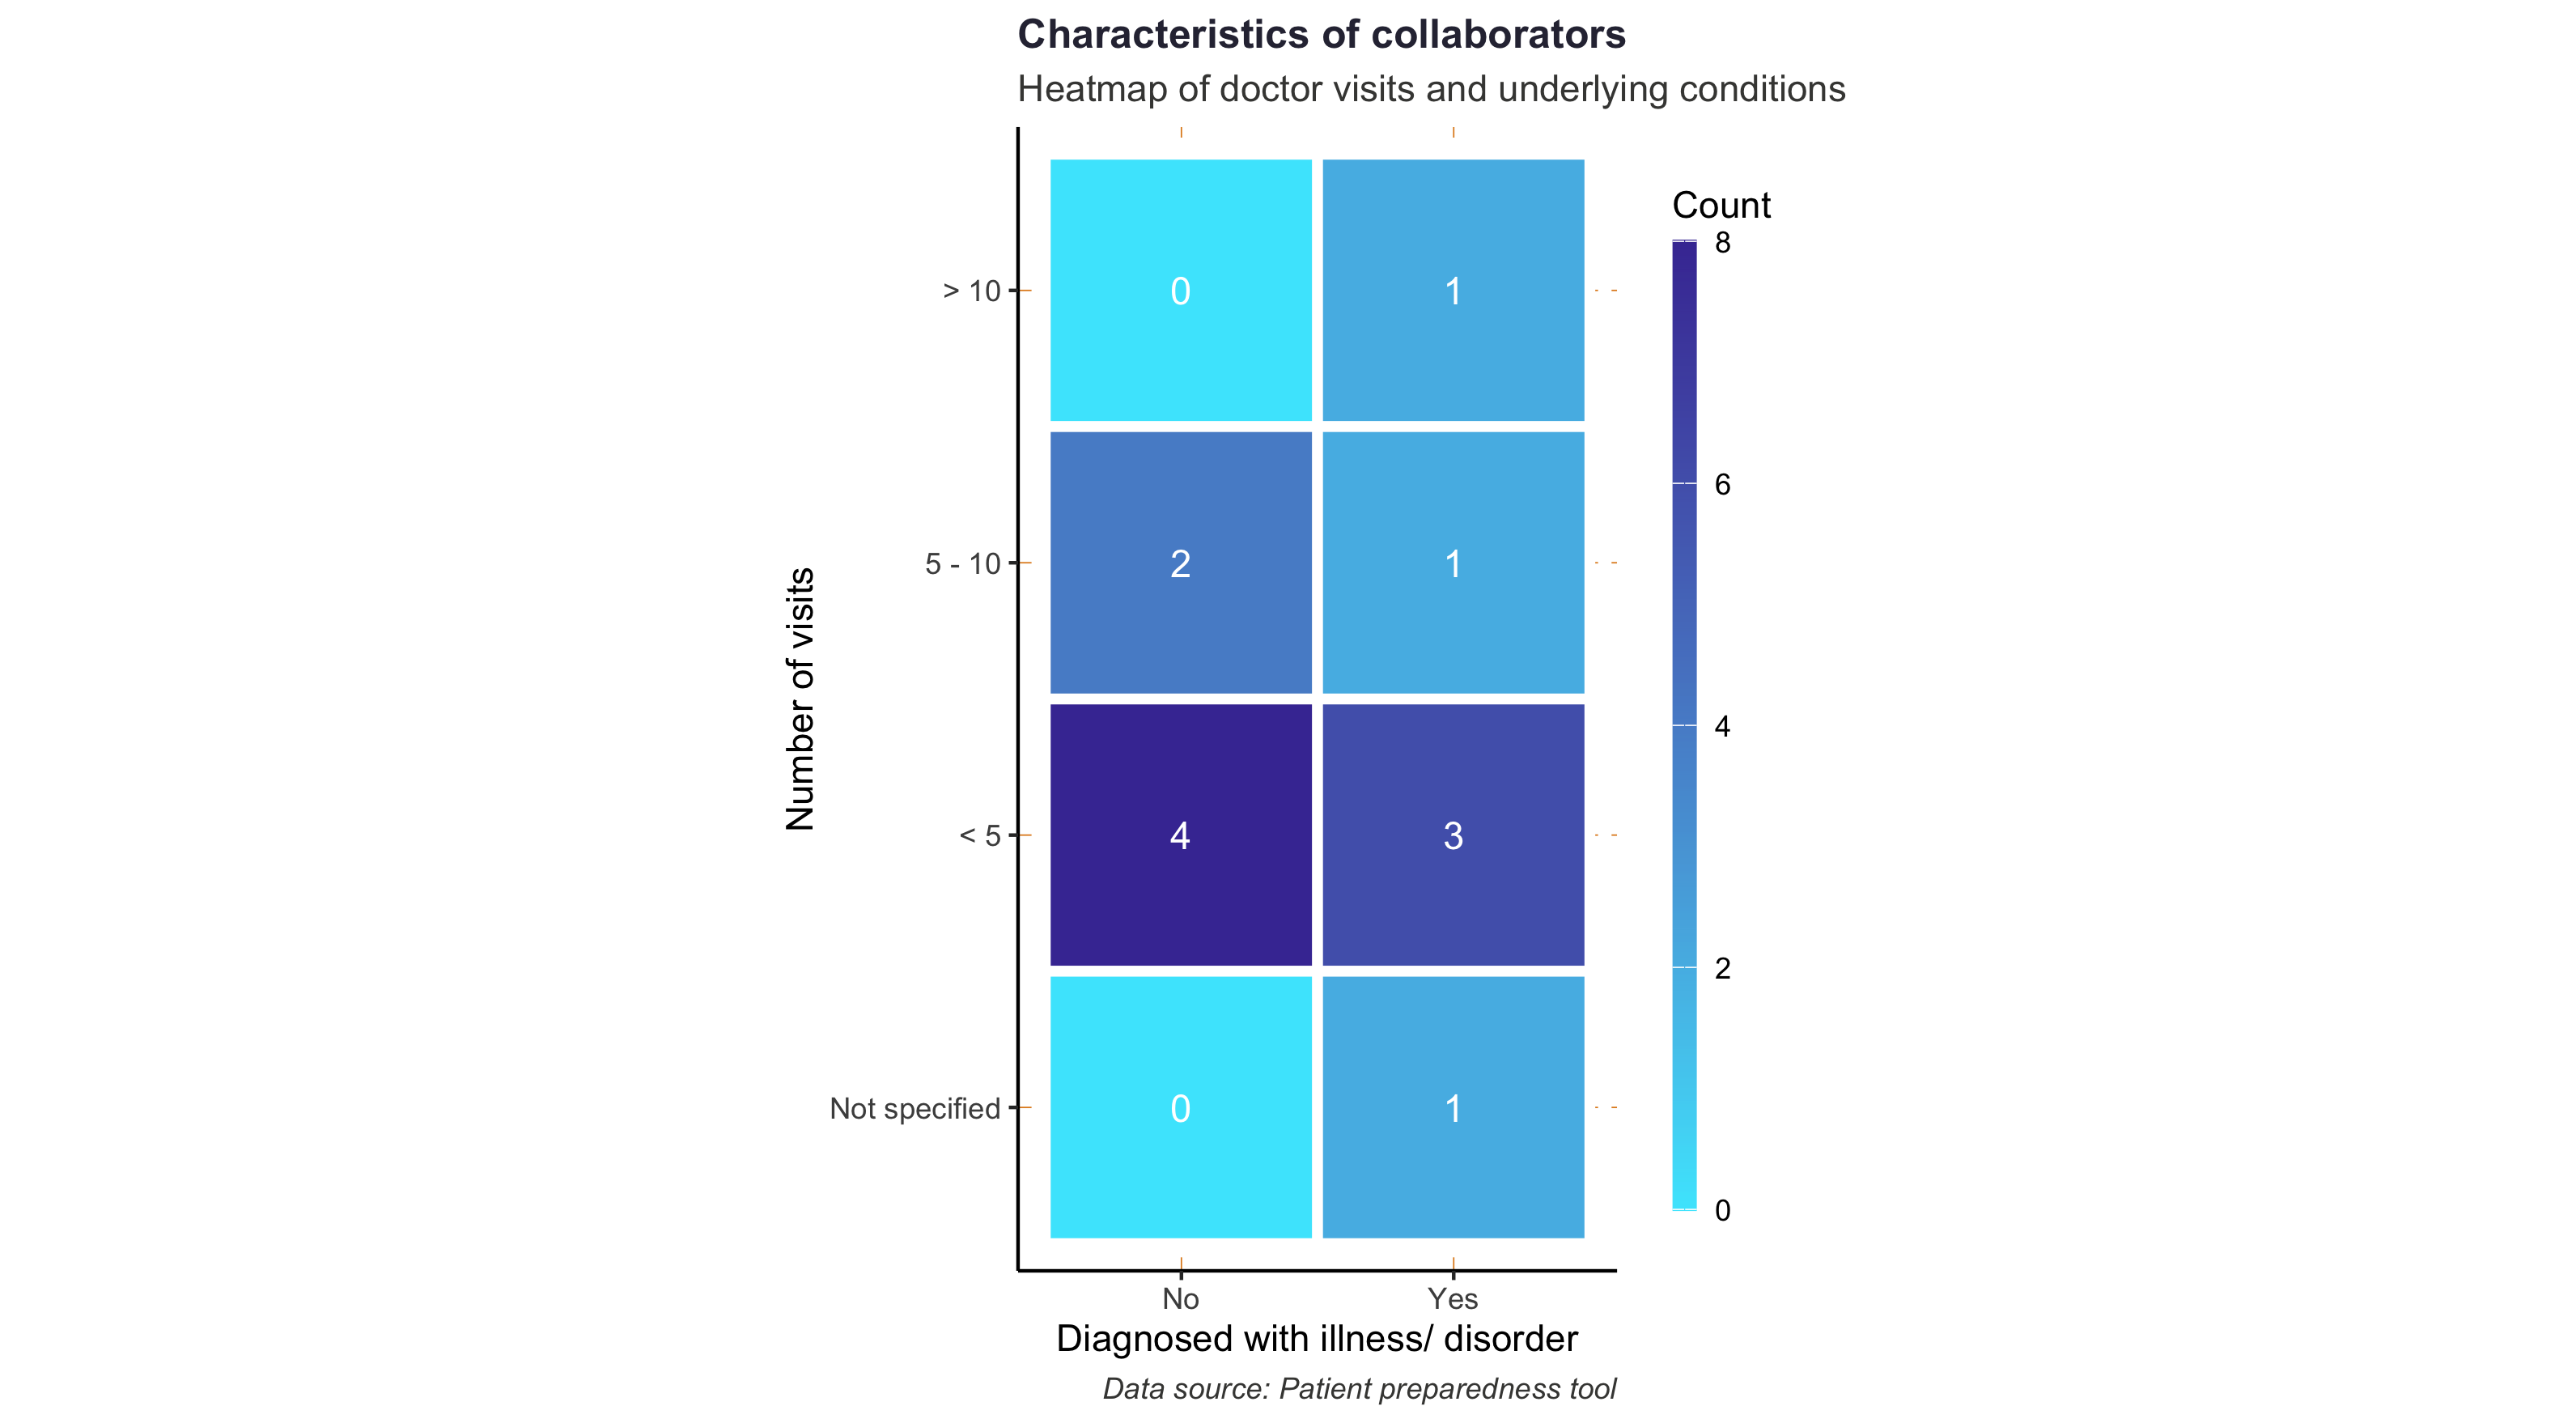 Characteristics of collaborators
Heatmap of doctor visits and underlying conditions
Number of visits
> 10
0
1
5 - 10
2
1
< 5
4
3
Not specified
0
1
No
Yes
Diagnosed with illness/ disorder
Count
8
6
4
2
0
Data source: Patient preparedness tool